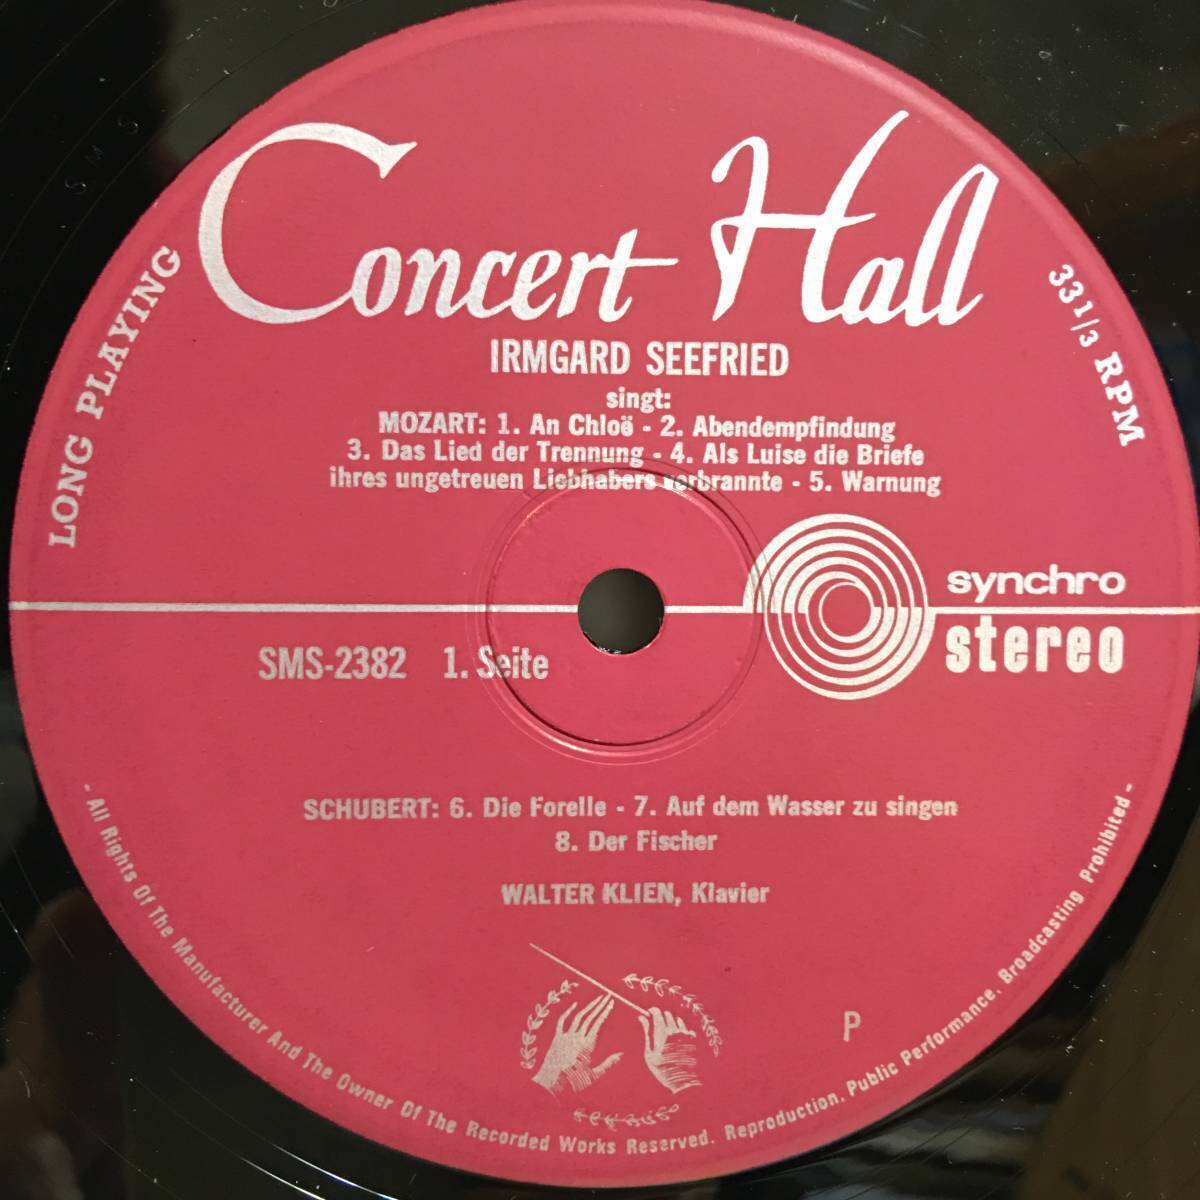 Concert Hall
LONG PLAYING
331/3 RPM
IRMGARD SEEFRIED
singt:
MOZART: 1. An Chloë - 2. Abendempfindung
3. Das Lied der Trennung - 4. Als Luise die Briefe
ihres ungetreuen Liebhabers verbrannte - 5. Warnung
synchro
stereo
SMS-2382 1. Seite
SCHUBERT: 6. Die Forelle - 7. Auf dem Wasser zu singen
8. Der Fischer
WALTER KLIEN, Klavier
P
- All Rights Of The Manufacturer And The Owner Of The Recorded Works Reserved. Reproduction, Public Performance, Broadcasting Prohibited -
S M S